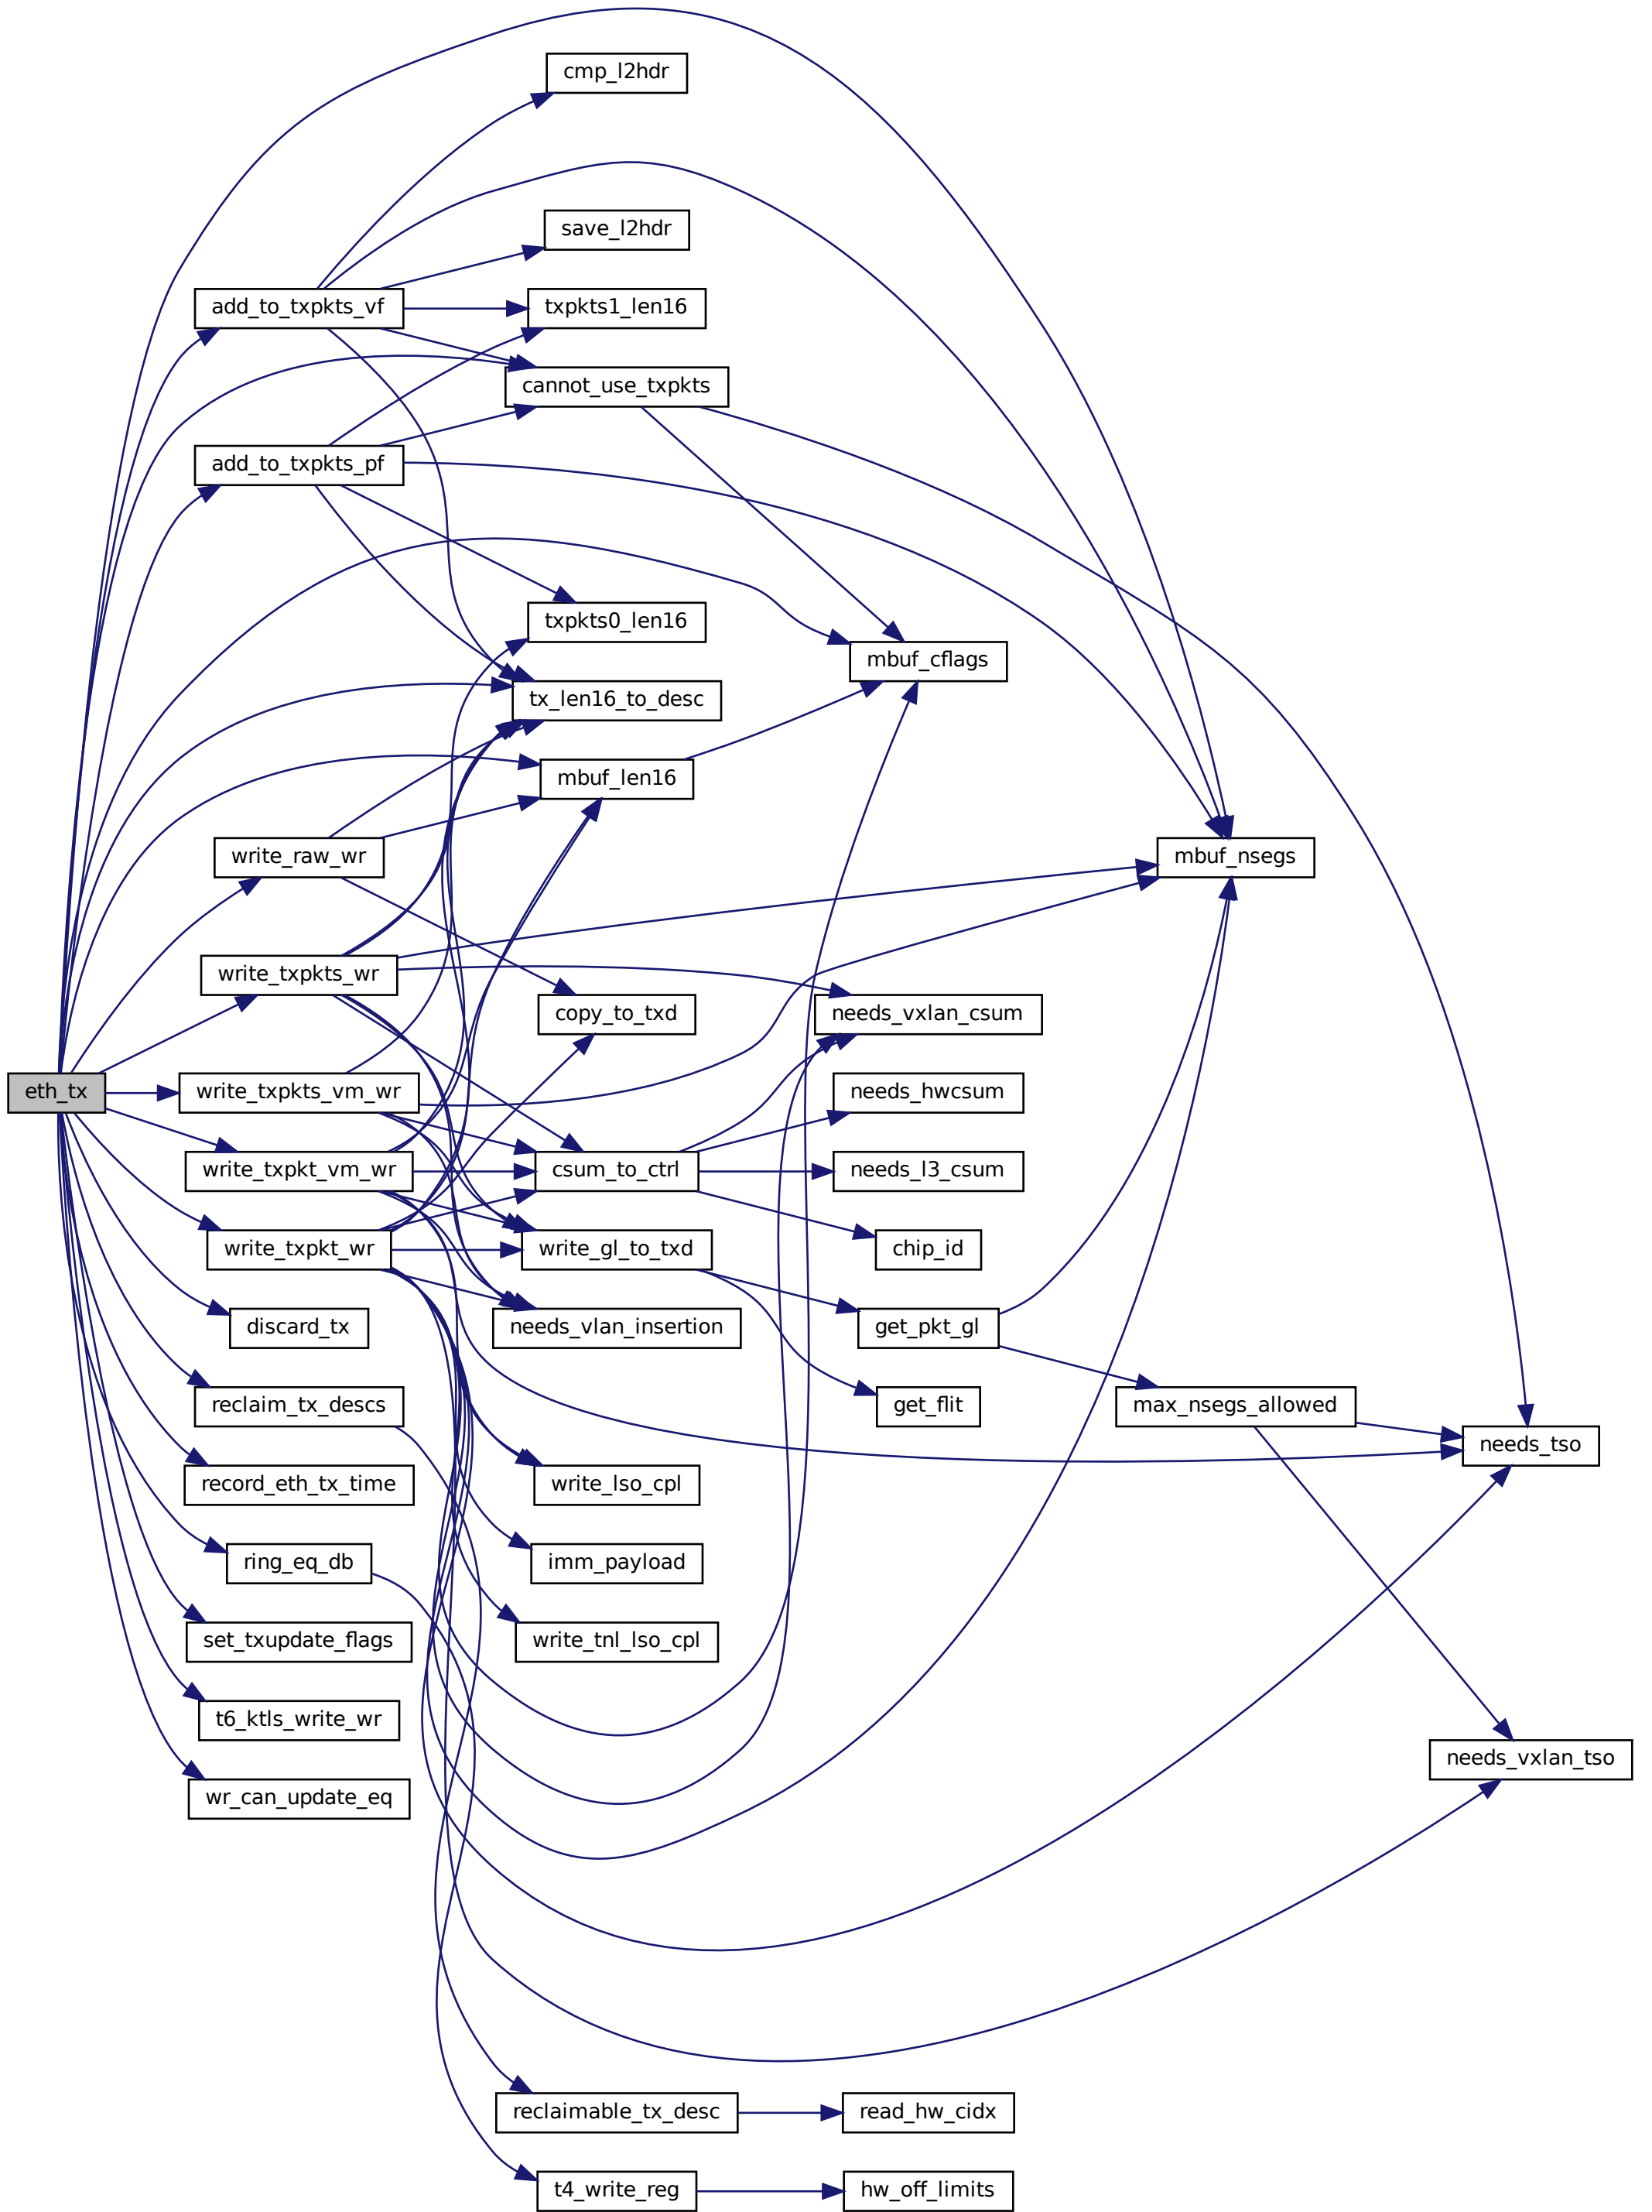 cmp_l2hdr
save_l2hdr
add_to_txpkts_vf
txpkts1_len16
cannot_use_txpkts
add_to_txpkts_pf
txpkts0_len16
mbuf_cflags
tx_len16_to_desc
mbuf_len16
write_raw_wr
mbuf_nsegs
write_txpkts_wr
copy_to_txd
needs_vxlan_csum
eth_tx
write_txpkts_vm_wr
needs_hwcsum
write_txpkt_vm_wr
csum_to_ctrl
needs_l3_csum
write_txpkt_wr
write_gl_to_txd
chip_id
discard_tx
needs_vlan_insertion
get_pkt_gl
reclaim_tx_descs
get_flit
max_nsegs_allowed
needs_tso
record_eth_tx_time
write_lso_cpl
ring_eq_db
imm_payload
set_txupdate_flags
write_tnl_lso_cpl
t6_ktls_write_wr
needs_vxlan_tso
wr_can_update_eq
reclaimable_tx_desc
read_hw_cidx
t4_write_reg
hw_off_limits